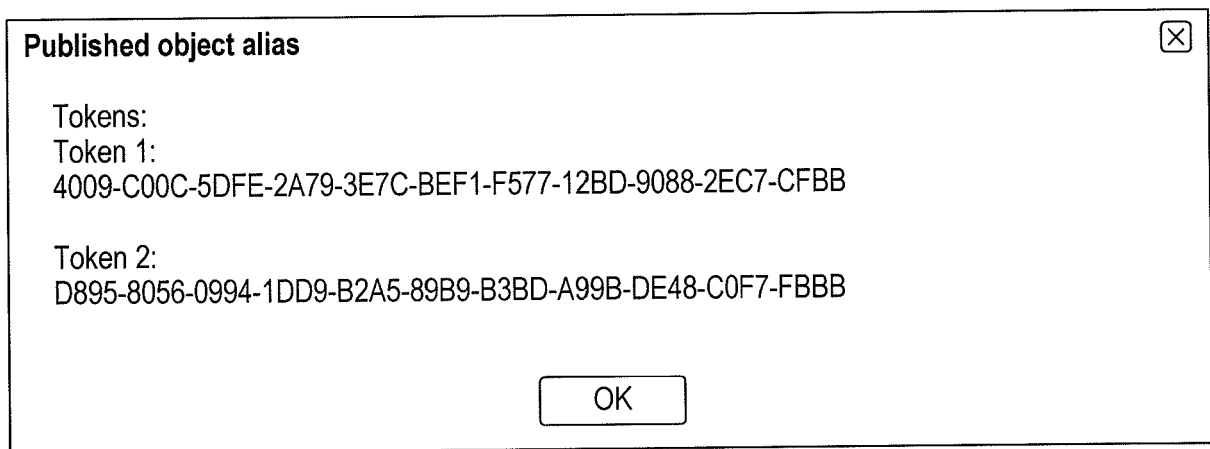 Published object alias
Tokens:
Token 1:
4009-C00C-5DFE-2A79-3E7C-BEF1-F577-12BD-9088-2EC7-CFBB
Token 2:
D895-8056-0994-1DD9-B2A5-89B9-B3BD-A99B-DE48-C0F7-FBBB
OK